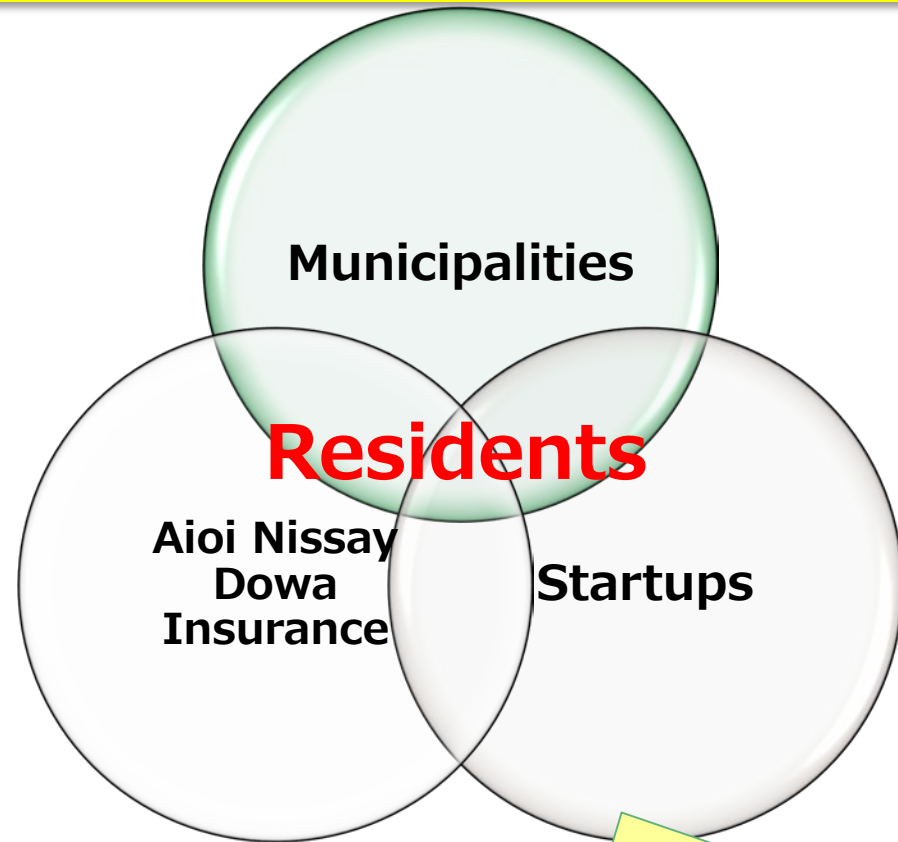 Municipalities
Residents
Aioi Nissay
Dowa
Insurance
Startups